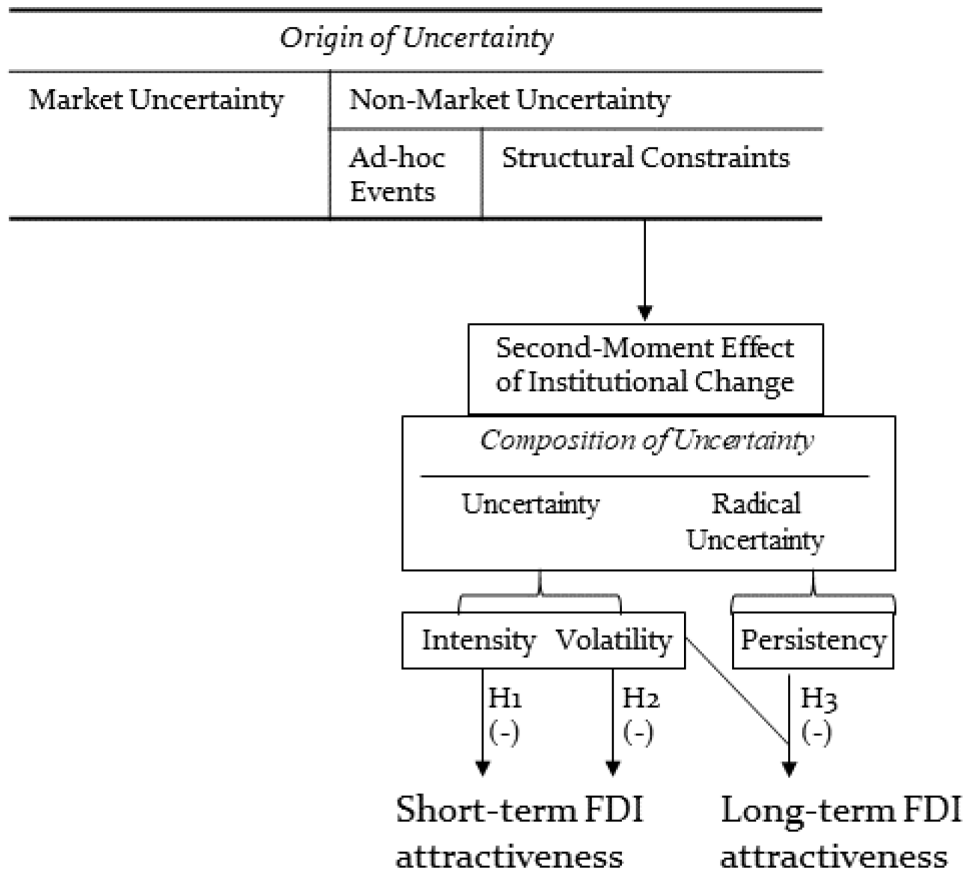 Origin of Uncertainty
Market Uncertainty
Non-Market Uncertainty
Ad-hoc
Events
Structural Constraints
Second-Moment Effect
of Institutional Change
Composition of Uncertainty
Uncertainty
Radical
Uncertainty
Intensity
Volatility
Persistency
H1
(-)
H2
(-)
H3
(-)
Short-term FDI
attractiveness
Long-term FDI
attractiveness